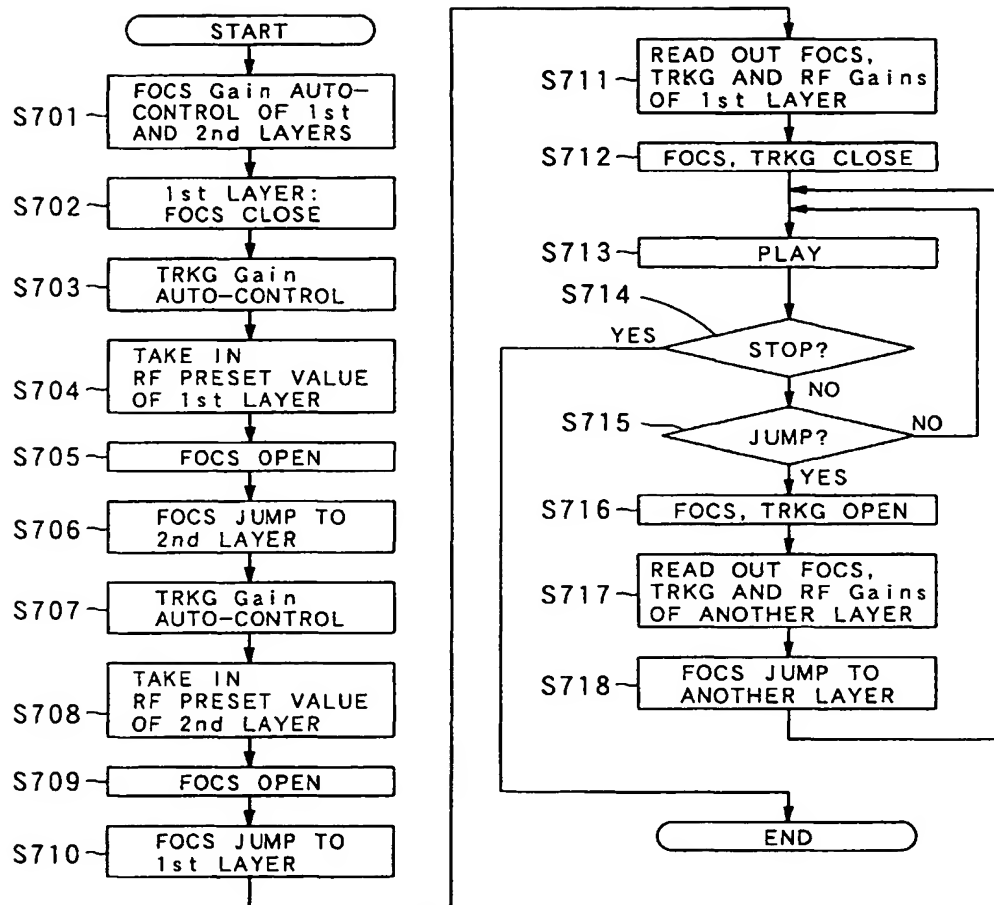 START
S701
FOCS Gain AUTO-
CONTROL OF 1st
AND 2nd LAYERS
S702
1st LAYER:
FOCS CLOSE
S703
TRKG Gain
AUTO-CONTROL
S704
TAKE IN
RF PRESET VALUE
OF 1st LAYER
S705
FOCS OPEN
S706
FOCS JUMP TO
2nd LAYER
S707
TRKG Gain
AUTO-CONTROL
S708
TAKE IN
RF PRESET VALUE
OF 2nd LAYER
S709
FOCS OPEN
S710
FOCS JUMP TO
1st LAYER
S711
READ OUT FOCS,
TRKG AND RF Gains
OF 1st LAYER
S712
FOCS, TRKG CLOSE
S713
PLAY
S714
YES
STOP?
NO
S715
JUMP?
NO
YES
S716
FOCS, TRKG OPEN
S717
READ OUT FOCS,
TRKG AND RF Gains
OF ANOTHER LAYER
S718
FOCS JUMP TO
ANOTHER LAYER
END